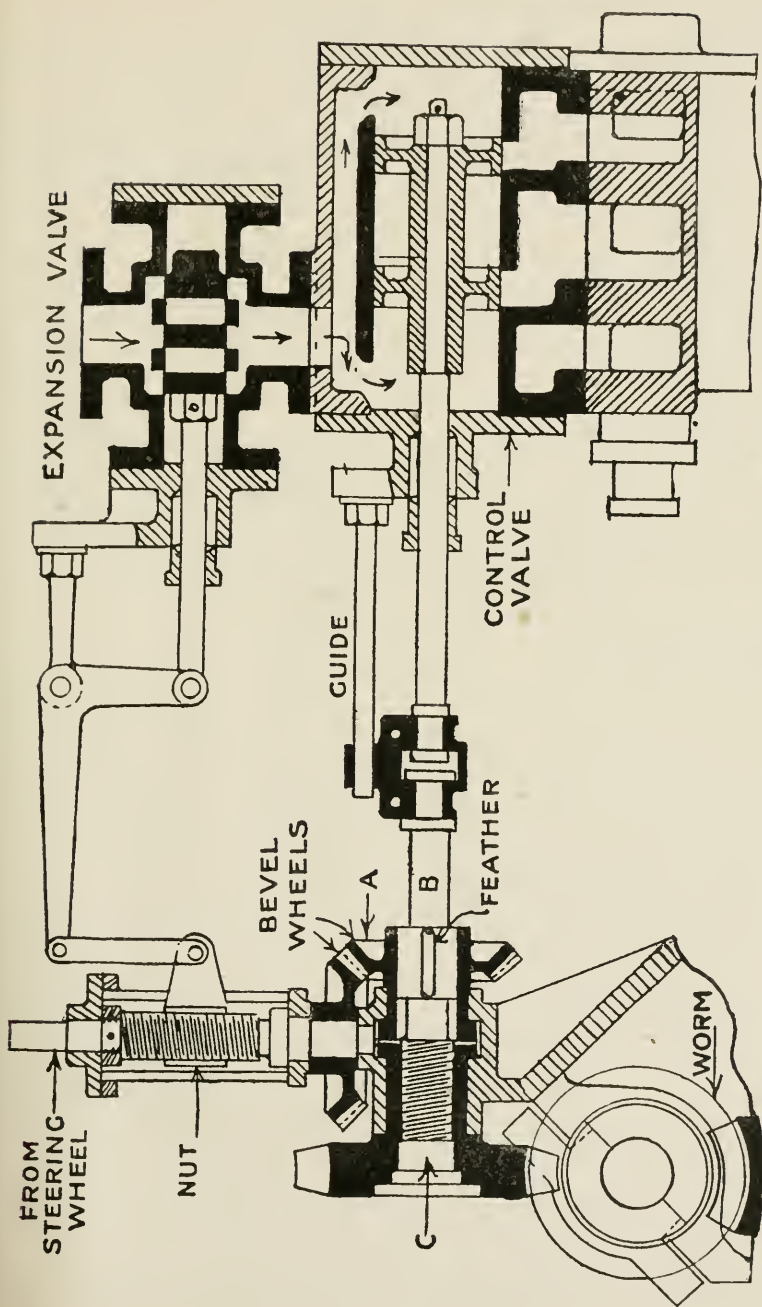 EXPANSION VALVE
FROM
STEERING
WHEEL
NUT
BEVEL
WHEELS
A
GUIDE
B
FEATHER
CONTROL
VALVE
C
WORM